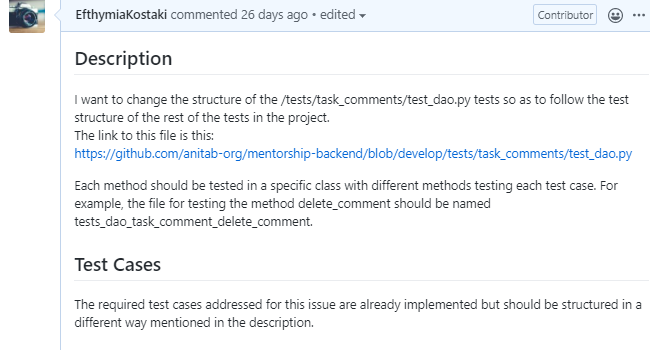 EfthymiaKostaki commented 26 days ago • edited
Contributor
Description
I want to change the structure of the /tests/task_comments/test_dao.py tests so as to follow the test
structure of the rest of the tests in the project.
The link to this file is this:
https://github.com/anitab-org/mentorship-backend/blob/develop/tests/task_comments/test_dao.py
Each method should be tested in a specific class with different methods testing each test case. For
example, the file for testing the method delete_comment should be named
tests_dao_task_comment_delete_comment.
Test Cases
The required test cases addressed for this issue are already implemented but should be structured in a
different way mentioned in the description.